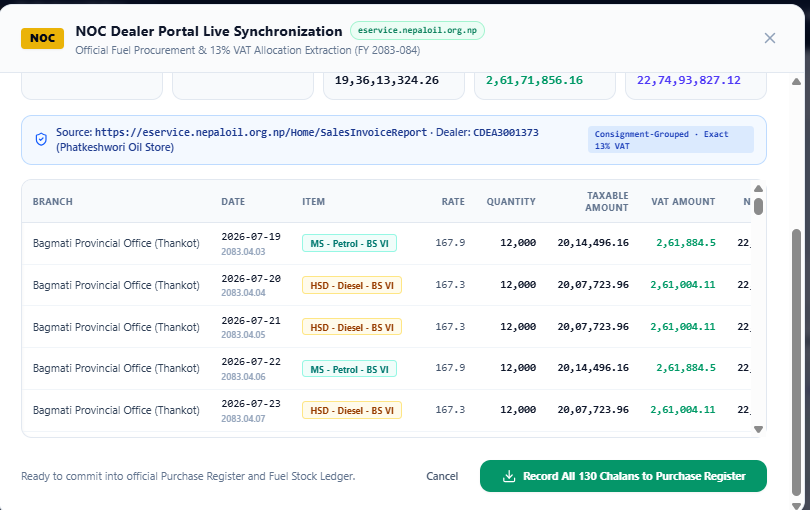 NOC NOC Dealer Portal Live Synchronization eservice.nepaloil.org.np
Official Fuel Procurement & 13% VAT Allocation Extraction (FY 2083-084)
19,36,13,324.26 2,61,71,856.16 22,74,93,827.12
Source: https://eservice.nepaloil.org.np/Home/SalesInvoiceReport · Dealer: CDEA3001373
(Phatkeshwori Oil Store)
Consignment-Grouped · Exact
13% VAT
BRANCH DATE ITEM RATE QUANTITY TAXABLE AMOUNT VAT AMOUNT N
Bagmati Provincial Office (Thankot) 2026-07-19 MS - Petrol - BS VI 167.9 12,000 20,14,496.16 2,61,884.5 22,
2083.04.03
Bagmati Provincial Office (Thankot) 2026-07-20 HSD - Diesel - BS VI 167.3 12,000 20,07,723.96 2,61,004.11 22,
2083.04.04
Bagmati Provincial Office (Thankot) 2026-07-21 HSD - Diesel - BS VI 167.3 12,000 20,07,723.96 2,61,004.11 22,
2083.04.05
Bagmati Provincial Office (Thankot) 2026-07-22 MS - Petrol - BS VI 167.9 12,000 20,14,496.16 2,61,884.5 22,
2083.04.06
Bagmati Provincial Office (Thankot) 2026-07-23 HSD - Diesel - BS VI 167.3 12,000 20,07,723.96 2,61,004.11 22,
2083.04.07
Ready to commit into official Purchase Register and Fuel Stock Ledger. Cancel Record All 130 Chalans to Purchase Register